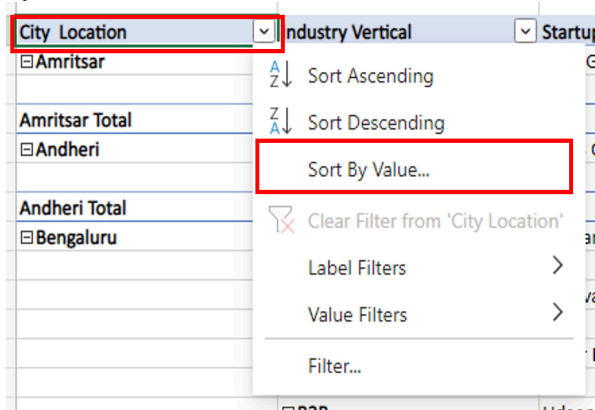 City Location
Industry Vertical
Startup
Amritsar
G
Amritsar Total
Andheri
Andheri Total
Bengaluru
Sort Ascending
Sort Descending
Sort By Value...
Clear Filter from 'City Location'
Label Filters
Value Filters
Filter...
B2B